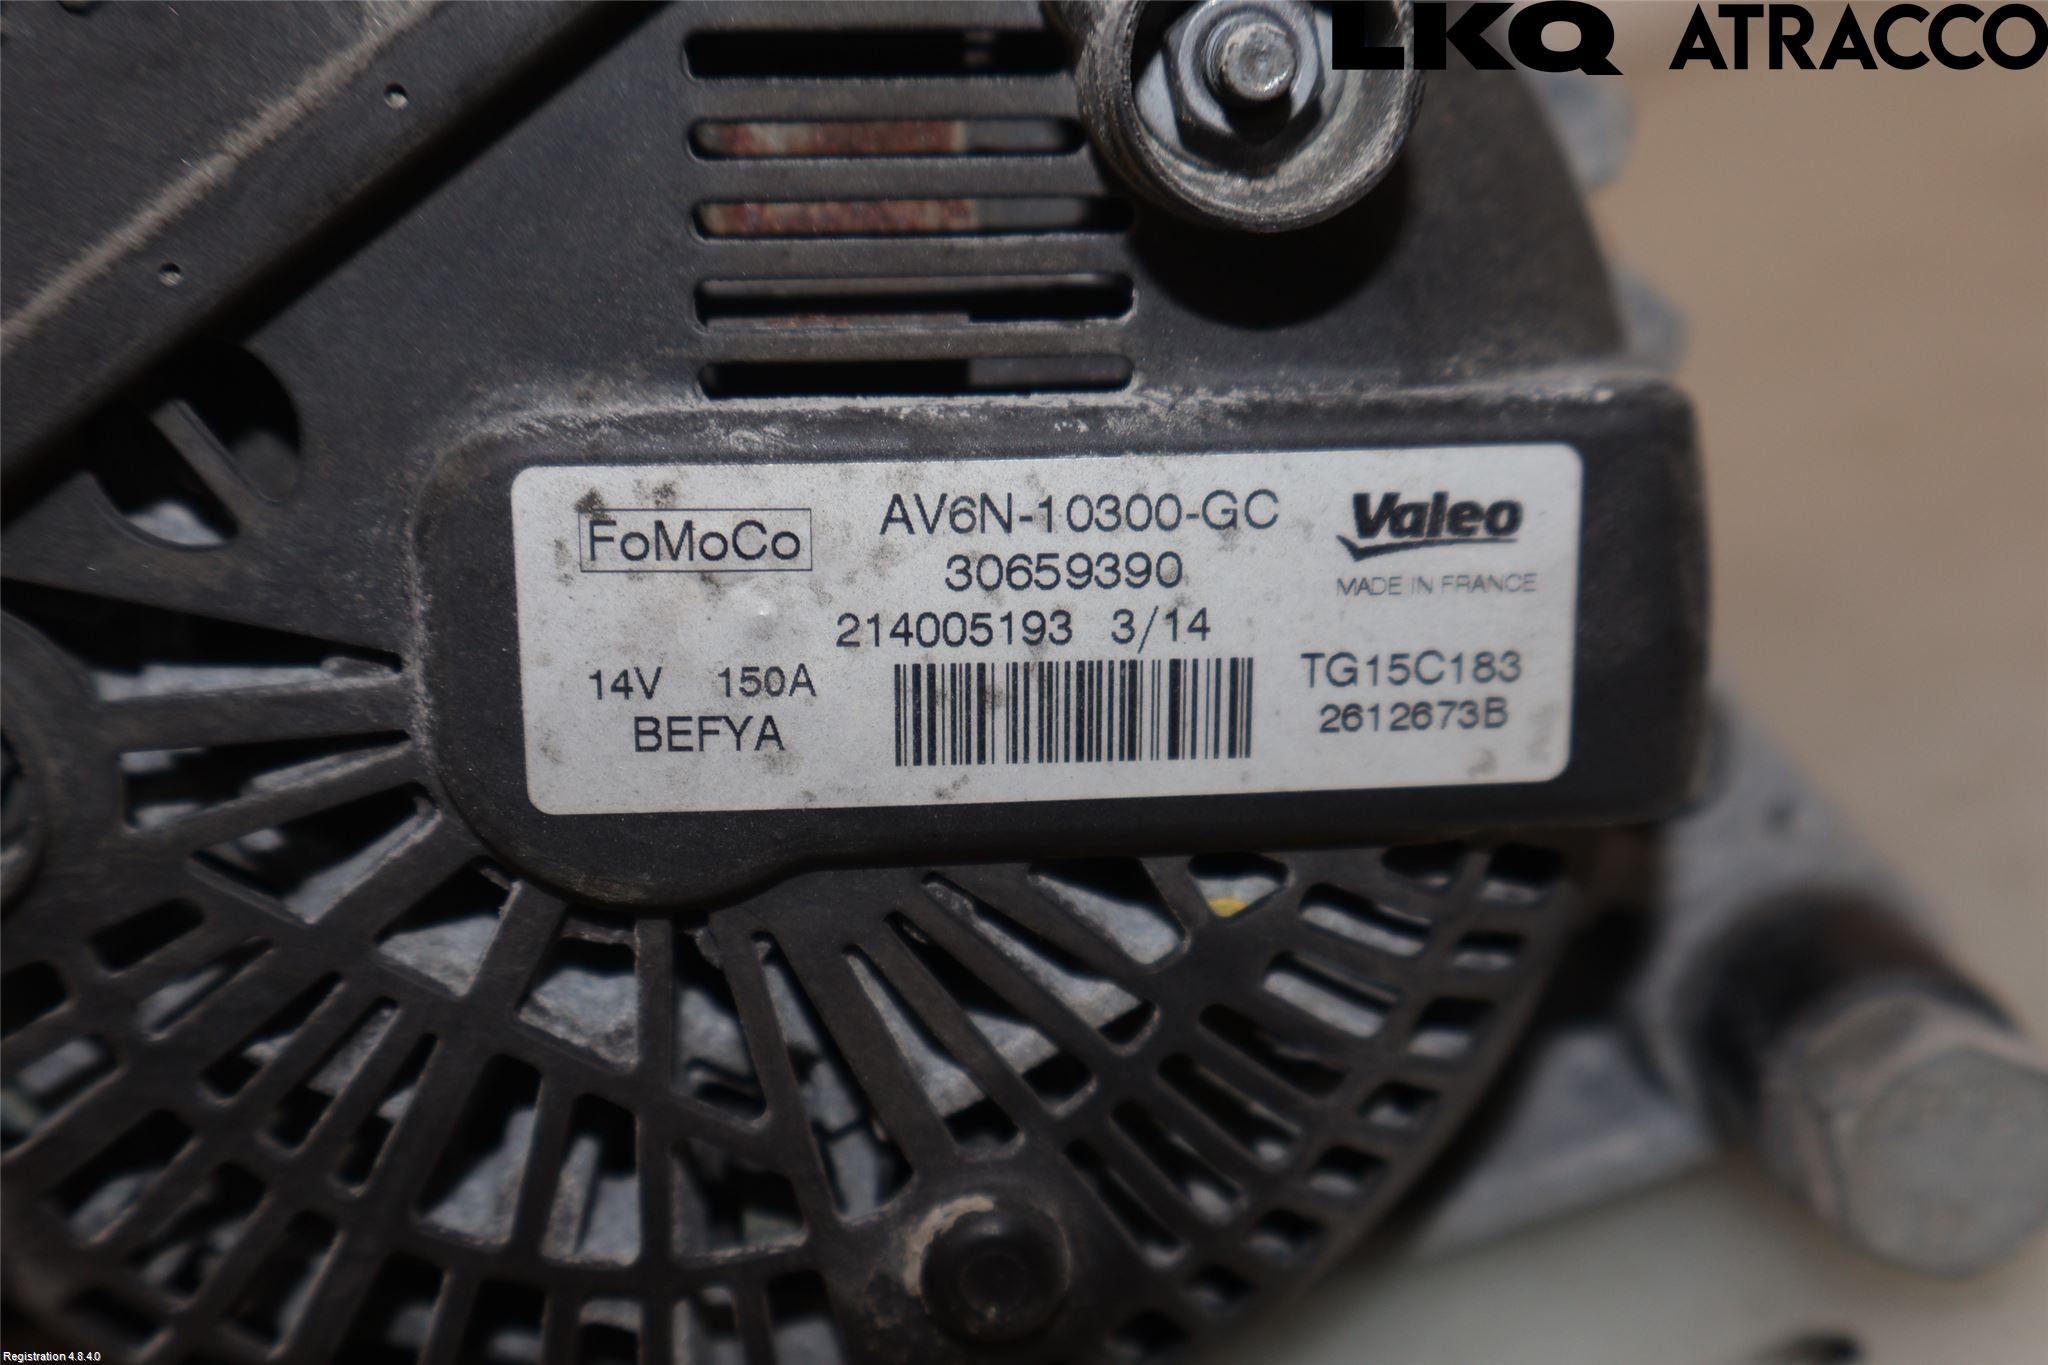 LKQ ATRACCO
FoMoCo
AV6N-10300-GC
30659390
214005193 3/14
Valeo
MADE IN FRANCE
14V 150A
BEFYA
TG15C183
2612673B
Registration 4.8.4.0